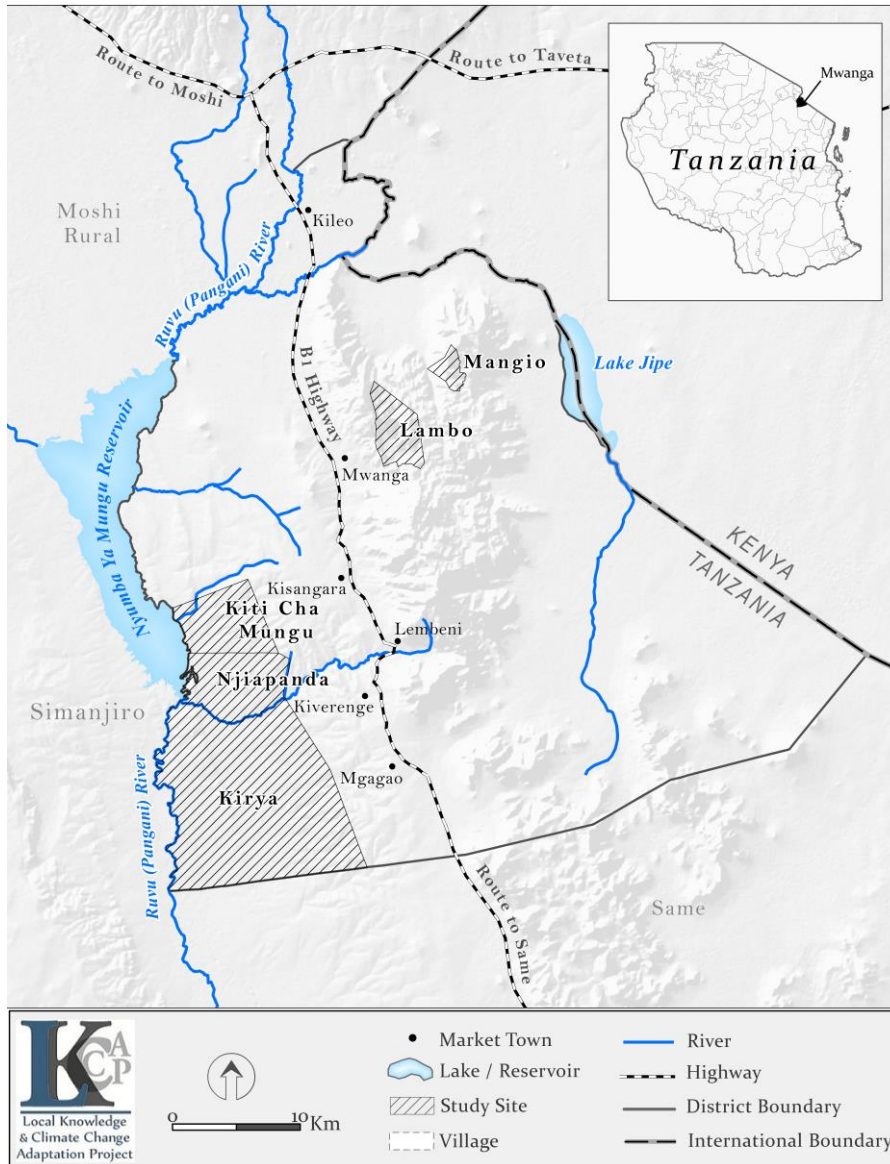 Route to Moshi
Route to Taveta
Mwanga
Tanzania
Moshi
Rural
Kileo
Ruvu (Pangani) River
B1 Highway
Lake Jipe
Mangio
Lambo
Nyumba Ya Mungu Reservoir
Mwanga
KENYA
TANZANIA
Kisangara
Kiti Cha
Mungu
Lembeni
Njiapanda
Kiverenge
Simanjiro
Mgagao
Kirya
Ruvu (Pangani) River
Route to Same
Same
LKCCAP
Local Knowledge
& Climate Change
Adaptation Project
0 10 Km
Market Town
Lake / Reservoir
Study Site
Village
River
Highway
District Boundary
International Boundary